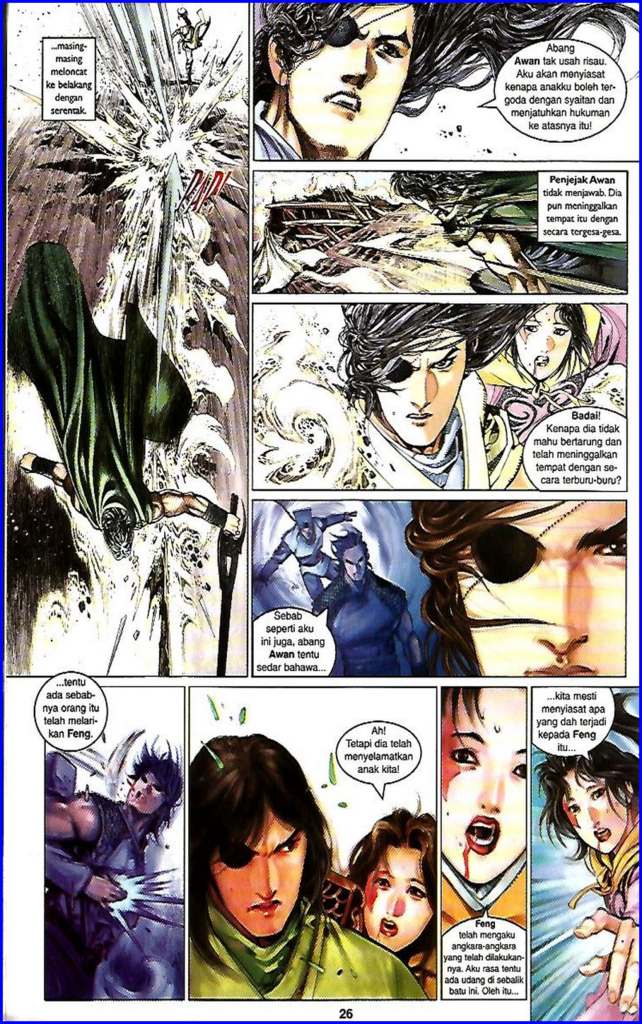 ...masing-
masing
meloncat
ke belakang
dengan
serentak.
Abang
Awan tak usah risau.
Aku akan menyiasat
kenapa anakku boleh ter-
goda dengan syaitan dan
menjatuhkan hukuman
ke atasnya itu!
Penjejak Awan
tidak menjawab. Dia
pun meninggalkan
tempat itu dengan
secara tergesa-gesa.
Badai!
Kenapa dia tidak
mahu bertarung dan
telah meninggalkan
tempat dengan se-
cara terburu-buru?
Sebab
seperti aku
ini juga, abang
Awan tentu
sedar bahawa...
...tentu
ada sebab-
nya orang itu
telah melari-
kan Feng.
Ah!
Tetapi dia telah
menyelamatkan
anak kita!
Feng
telah mengaku
angkara-angkara
yang telah dilakukan-
nya. Aku rasa tentu
ada udang di sebalik
batu ini. Oleh itu...
...kita mesti
menyiasat apa
yang dah terjadi
kepada Feng
itu...
26